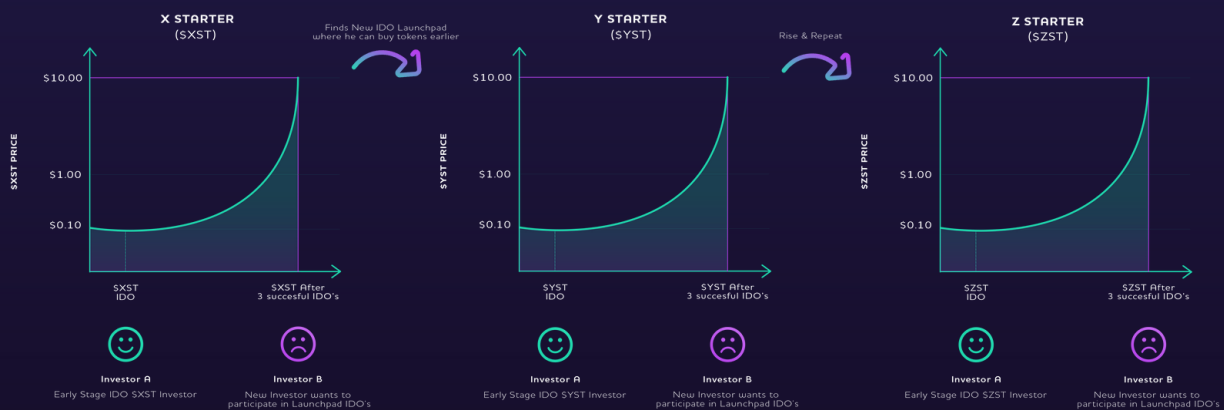 X STARTER
($XST)
Finds New IDO Launchpad
where he can buy tokens earlier
$10.00
$1.00
$0.10
$XST PRICE
$XST
IDO
$XST After
3 succesful IDO's
Investor A
Early Stage IDO $XST Investor
Investor B
New Investor wants to
participate in Launchpad IDO's
Y STARTER
($YST)
Rise & Repeat
$10.00
$1.00
$0.10
$YST PRICE
$YST
IDO
$YST After
3 succesful IDO's
Investor A
Early Stage IDO $YST Investor
Investor B
New Investor wants to
participate in Launchpad IDO's
Z STARTER
($ZST)
$10.00
$1.00
$0.10
$ZST PRICE
$ZST
IDO
$ZST After
3 succesful IDO's
Investor A
Early Stage IDO $ZST Investor
Investor B
New Investor wants to
participate in Launchpad IDO's